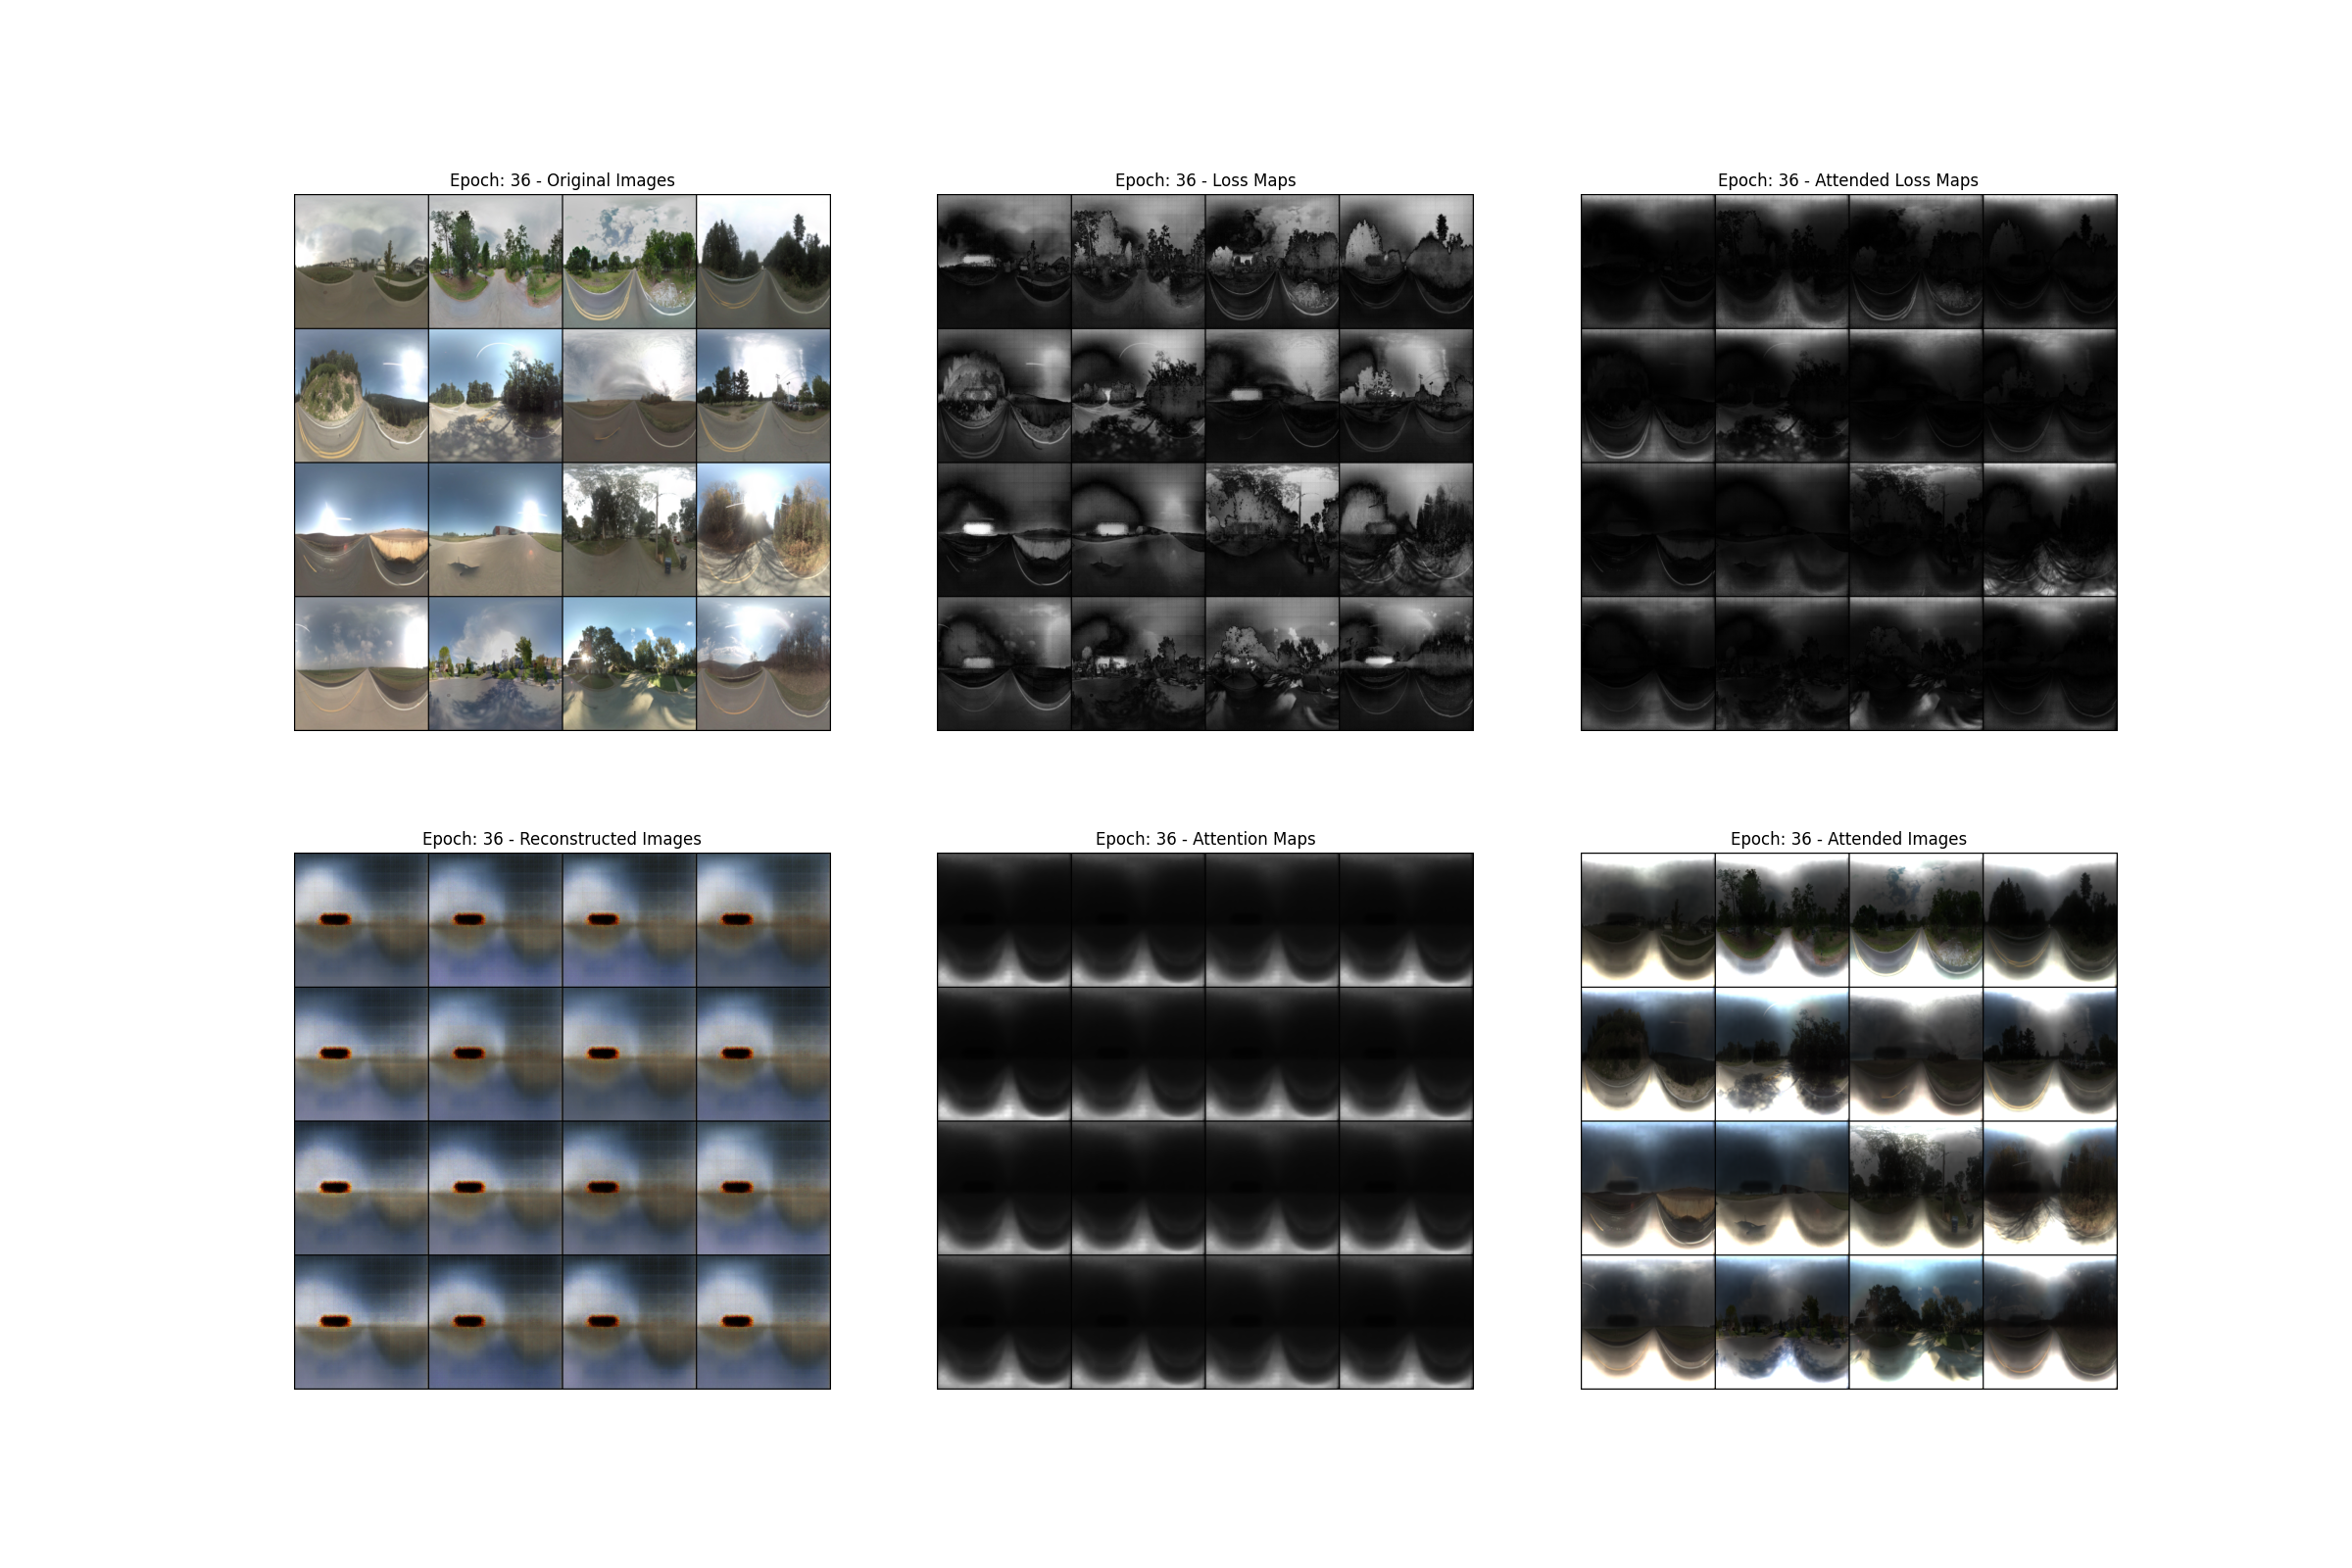 Epoch: 36 - Original Images
Epoch: 36 - Loss Maps
Epoch: 36 - Attended Loss Maps
Epoch: 36 - Reconstructed Images
Epoch: 36 - Attention Maps
Epoch: 36 - Attended Images